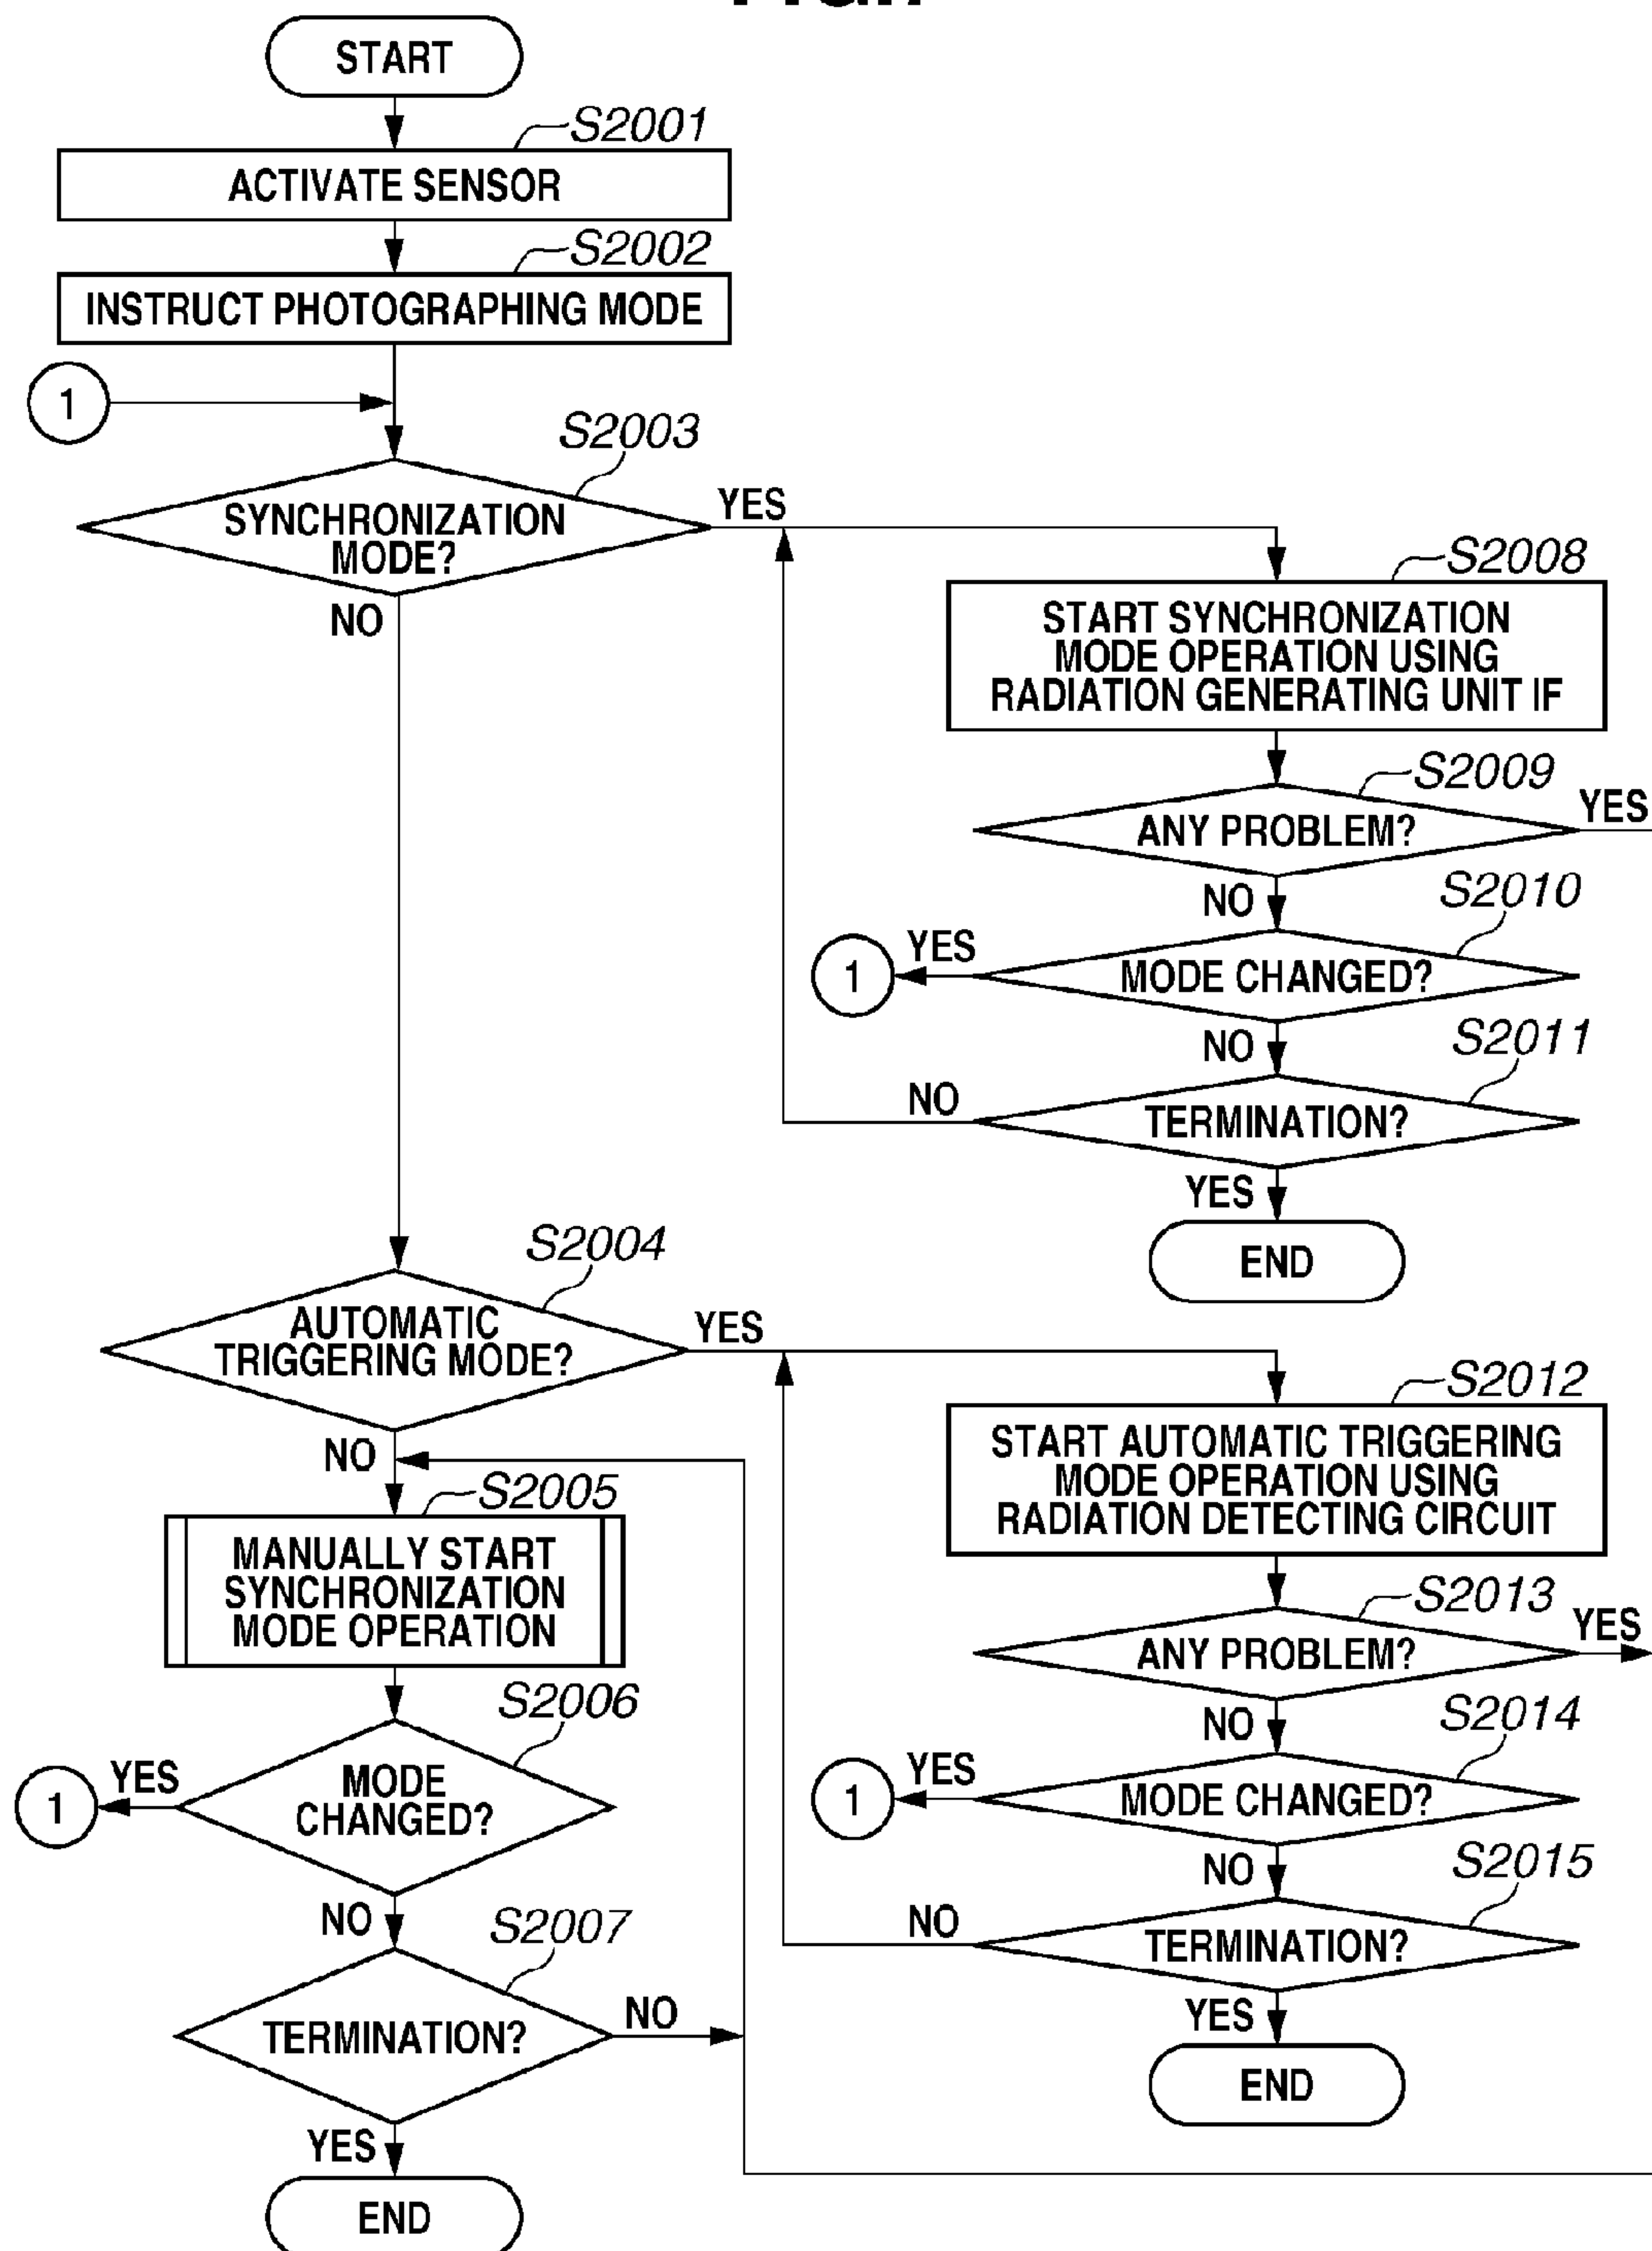 START
S2001
ACTIVATE SENSOR
S2002
INSTRUCT PHOTOGRAPHING MODE
1
S2003
SYNCHRONIZATION
MODE?
YES
NO
S2008
START SYNCHRONIZATION
MODE OPERATION USING
RADIATION GENERATING UNIT IF
S2009
ANY PROBLEM?
YES
NO
S2010
MODE CHANGED?
YES
1
NO
S2011
TERMINATION?
NO
YES
END
S2004
AUTOMATIC
TRIGGERING MODE?
YES
NO
S2005
MANUALLY START
SYNCHRONIZATION
MODE OPERATION
S2006
MODE
CHANGED?
YES
1
NO
S2007
TERMINATION?
NO
YES
END
S2012
START AUTOMATIC TRIGGERING
MODE OPERATION USING
RADIATION DETECTING CIRCUIT
S2013
ANY PROBLEM?
YES
NO
S2014
MODE CHANGED?
YES
1
NO
S2015
TERMINATION?
NO
YES
END